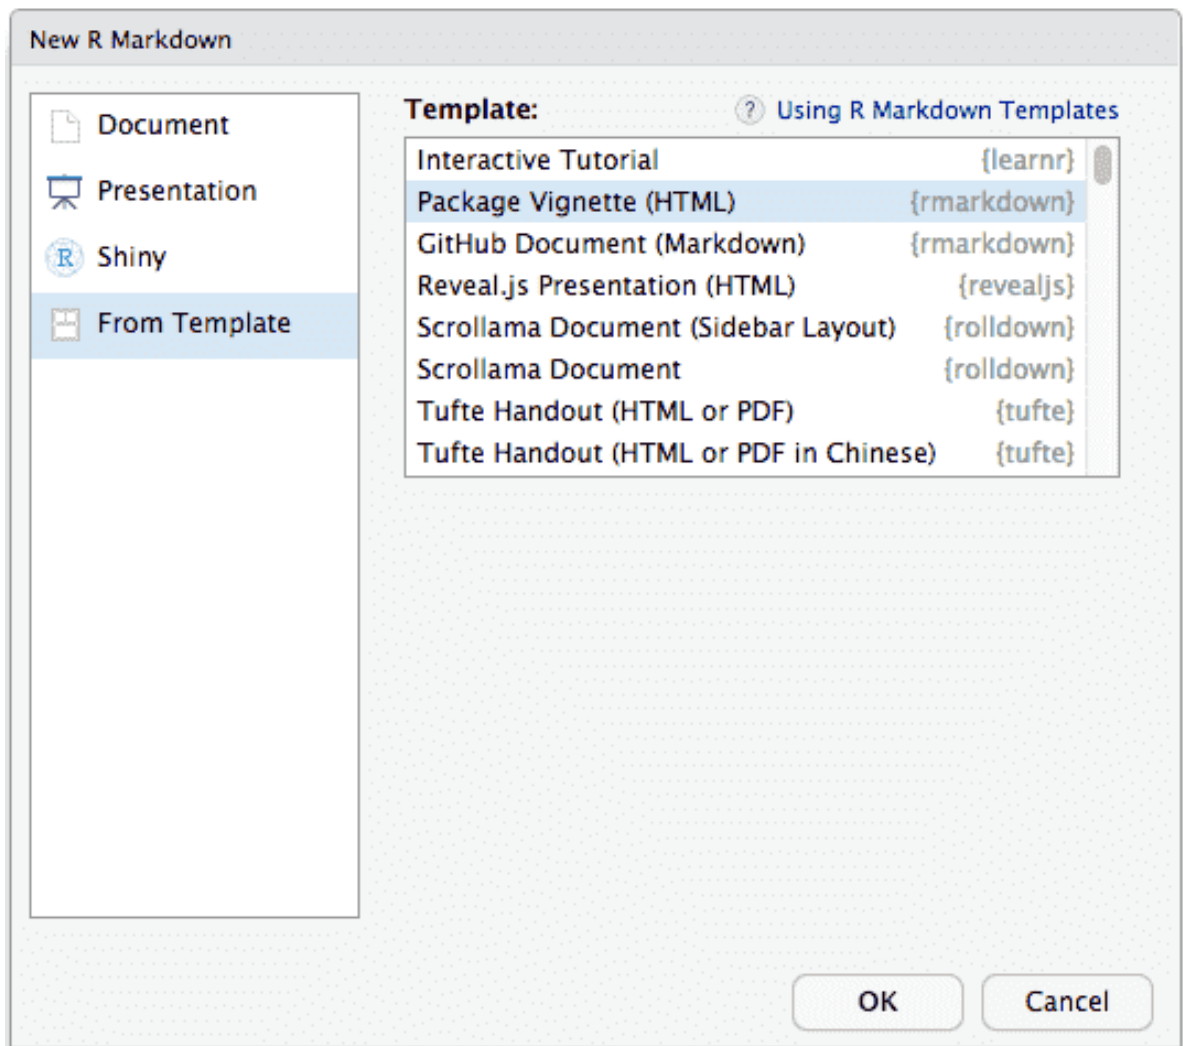 New R Markdown
Document
Presentation
R Shiny
From Template
Template: ? Using R Markdown Templates
Interactive Tutorial {learnr}
Package Vignette (HTML) {rmarkdown}
GitHub Document (Markdown) {rmarkdown}
Reveal.js Presentation (HTML) {revealjs}
Scrollama Document (Sidebar Layout) {rolldown}
Scrollama Document {rolldown}
Tufte Handout (HTML or PDF) {tufte}
Tufte Handout (HTML or PDF in Chinese) {tufte}
OK Cancel